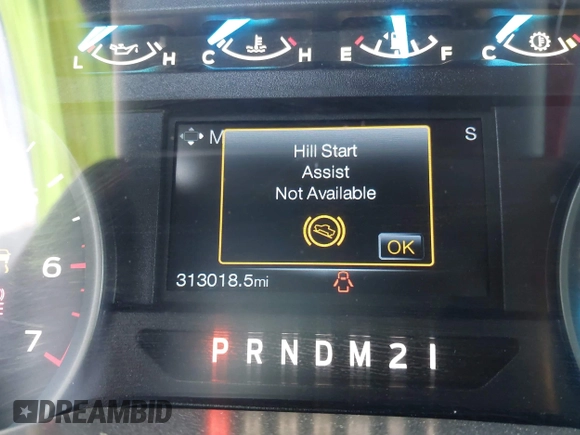 L H C H E F C
M S
Hill Start
Assist
Not Available
OK
313018.5mi
6
7
P R N D M 2 1
DREAMBID